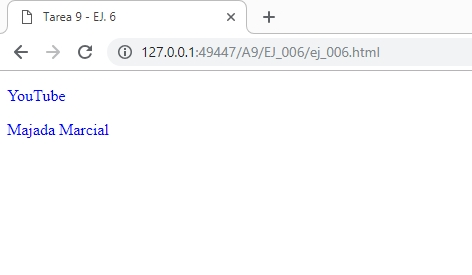 Tarea 9 - EJ. 6
127.0.0.1:49447/A9/EJ_006/ej_006.html
YouTube
Majada Marcial